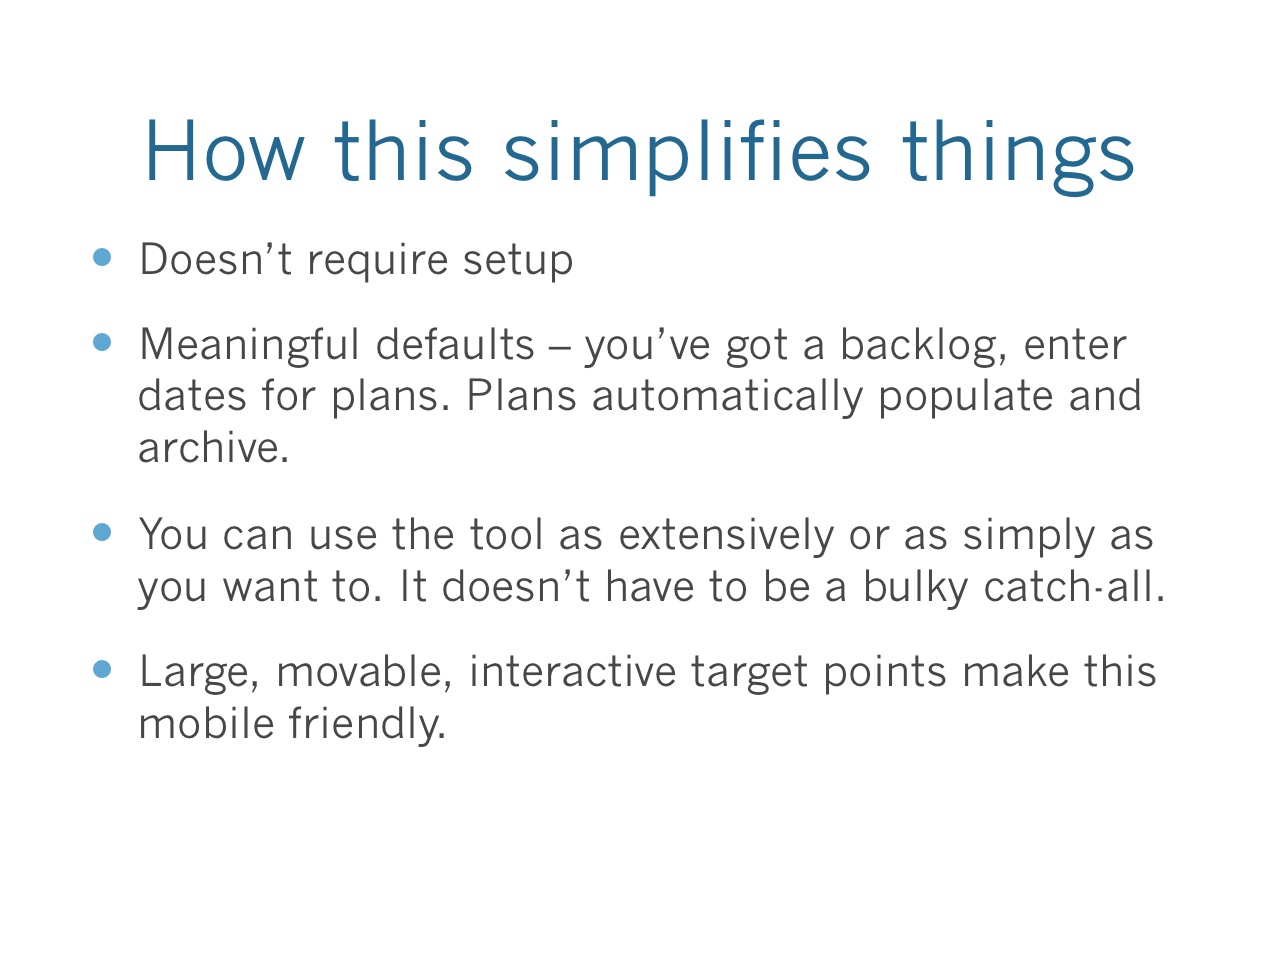 How this simplifies things
• Doesn’t require setup
• Meaningful defaults – you’ve got a backlog, enter
dates for plans. Plans automatically populate and
archive.
• You can use the tool as extensively or as simply as
you want to. It doesn’t have to be a bulky catch-all.
• Large, movable, interactive target points make this
mobile friendly.